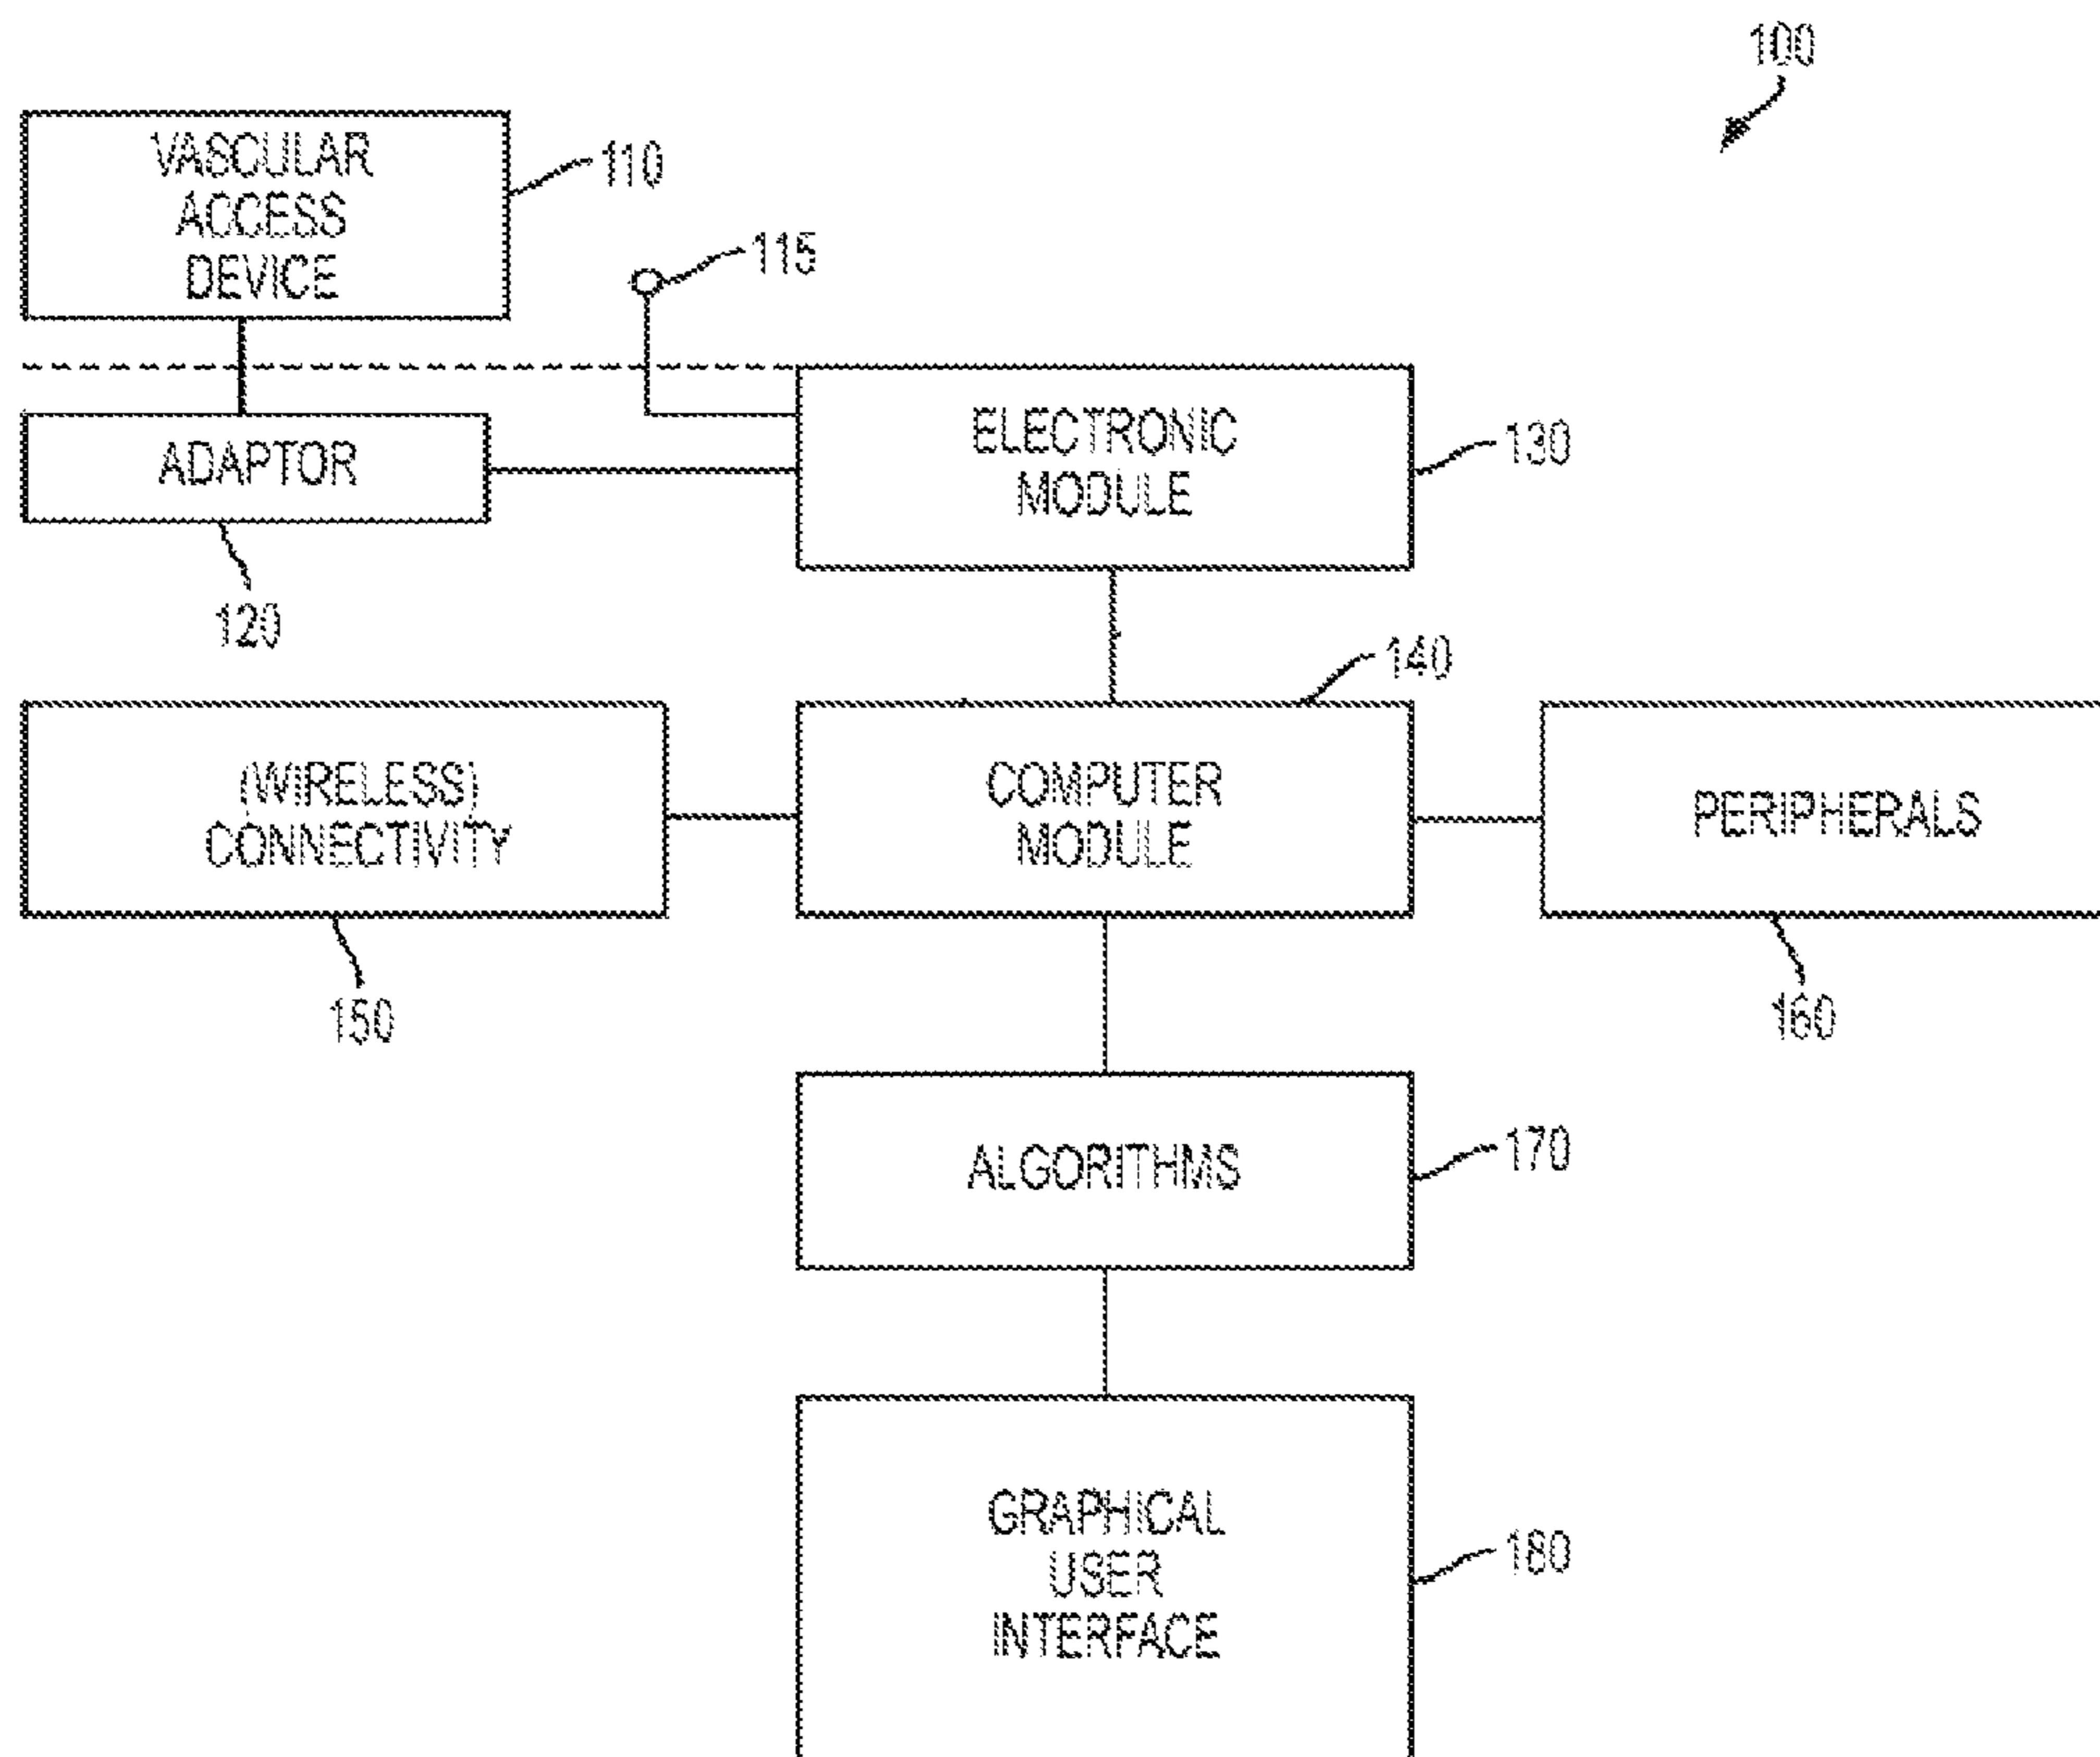 100
VASCULAR
ACCESS
DEVICE
110
115
ELECTRONIC
MODULE
130
ADAPTOR
120
140
(WIRELESS)
CONNECTIVITY
COMPUTER
MODULE
PERIPHERALS
150
160
ALGORITHMS
170
GRAPHICAL
USER
INTERFACE
180